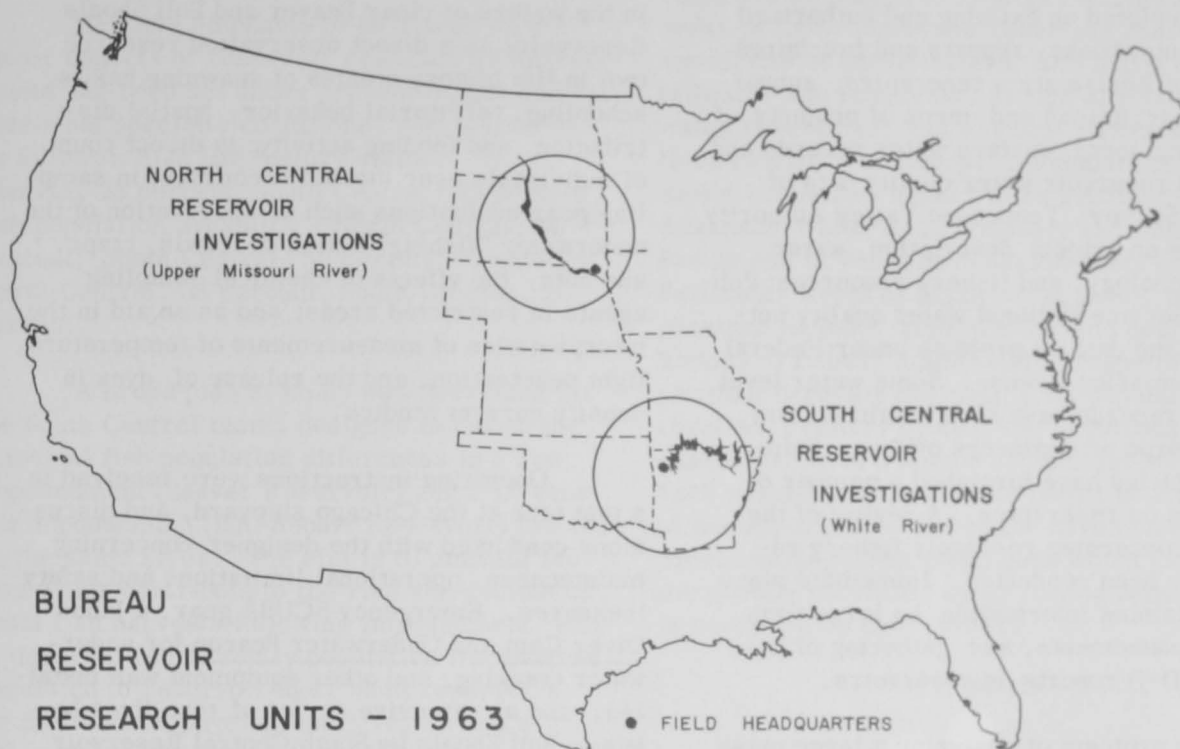 NORTH CENTRAL
RESERVOIR
INVESTIGATIONS
(Upper Missouri River)
SOUTH CENTRAL
RESERVOIR
INVESTIGATIONS
(White River)
BUREAU
RESERVOIR
RESEARCH UNITS - 1963
● FIELD HEADQUARTERS